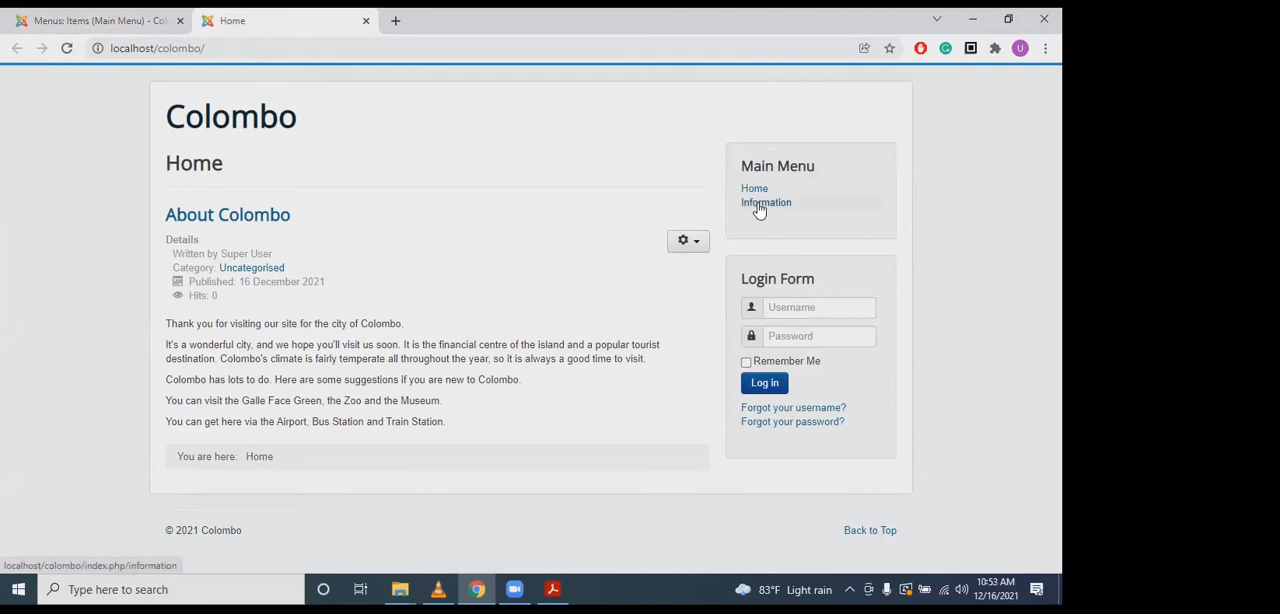 Menus: Items (Main Menu) - Col
Home
localhost/colombo/
U
Colombo
Home
About Colombo
Details
Written by Super User
Category: Uncategorised
Published: 16 December 2021
Hits: 0
Thank you for visiting our site for the city of Colombo.
It's a wonderful city, and we hope you'll visit us soon. It is the financial centre of the island and a popular tourist
destination. Colombo's climate is fairly temperate all throughout the year, so it is always a good time to visit.
Colombo has lots to do. Here are some suggestions if you are new to Colombo.
You can visit the Galle Face Green, the Zoo and the Museum.
You can get here via the Airport, Bus Station and Train Station.
You are here: Home
Main Menu
Home
Information
Login Form
Username
Password
Remember Me
Log in
Forgot your username?
Forgot your password?
© 2021 Colombo
Back to Top
localhost/colombo/index.php/information
Type here to search
83°F Light rain
10:53 AM
12/16/2021